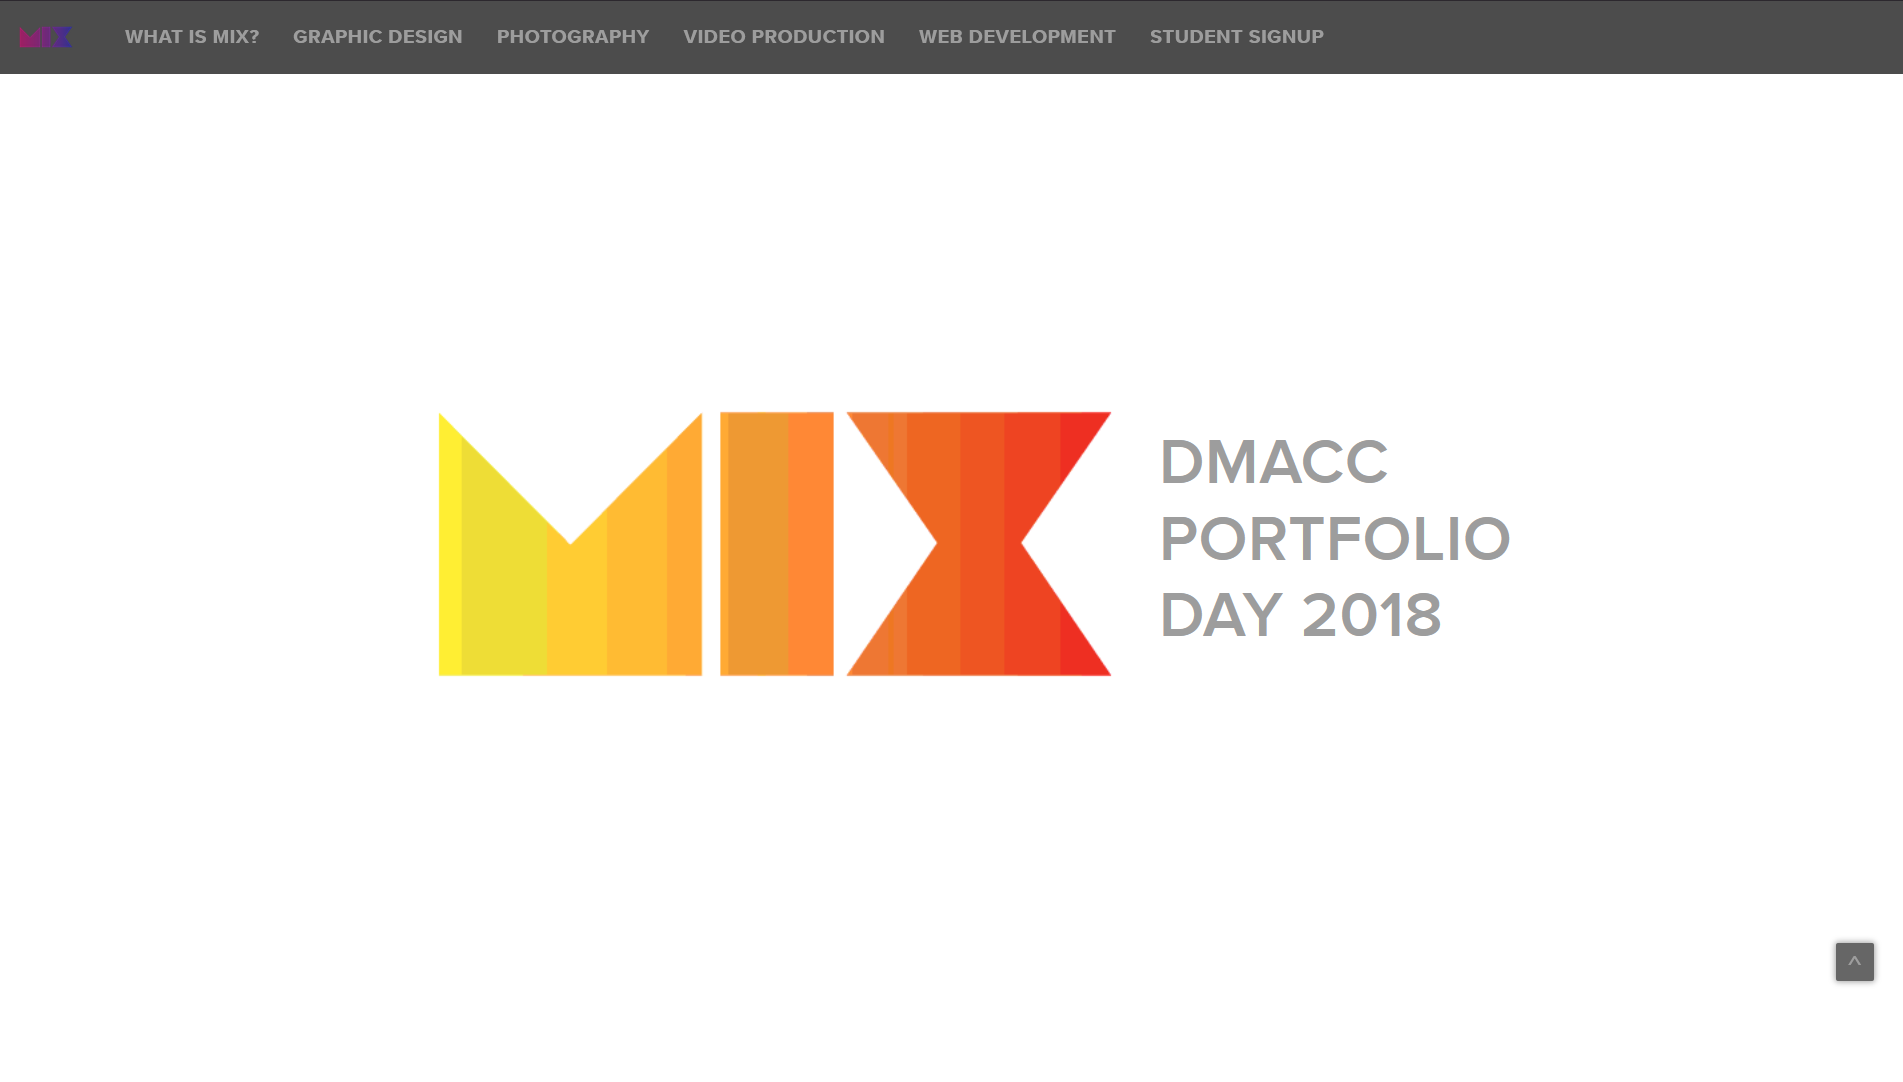 MIX WHAT IS MIX? GRAPHIC DESIGN PHOTOGRAPHY VIDEO PRODUCTION WEB DEVELOPMENT STUDENT SIGNUP
MIX
DMACC
PORTFOLIO
DAY 2018
^